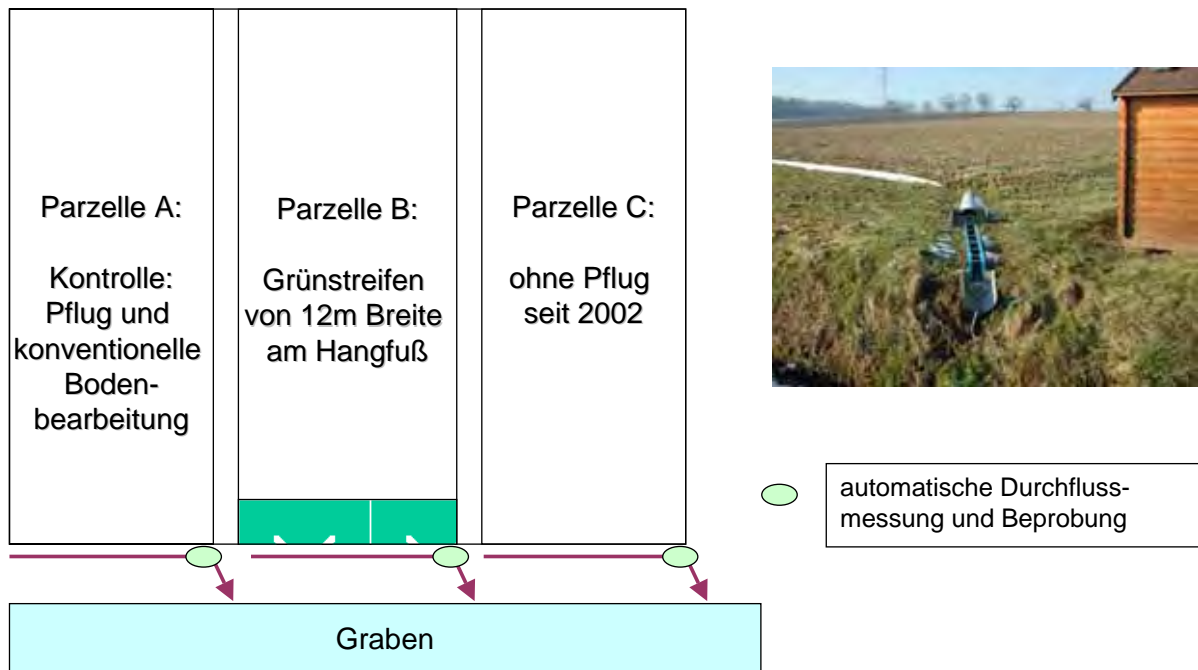 Parzelle A:
Kontrolle:
Pflug und
konventionelle
Boden-
bearbeitung
Parzelle B:
Grünstreifen
von 12m Breite
am Hangfuß
Parzelle C:
ohne Pflug
seit 2002
automatische Durchfluss-
messung und Beprobung
Graben